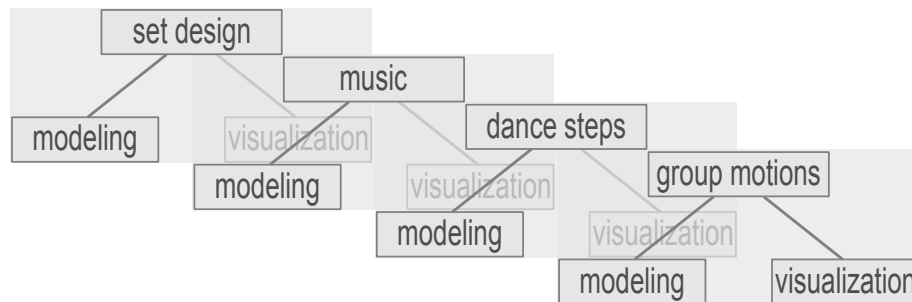 set design
music
modeling
visualization
dance steps
modeling
visualization
group motions
modeling
visualization
modeling
visualization